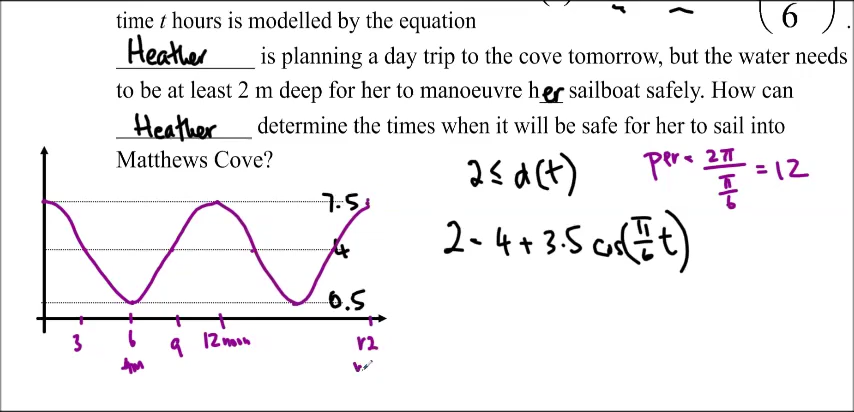 6
time t hours is modelled by the equation
Heather is planning a day trip to the cove tomorrow, but the water needs
to be at least 2 m deep for her to manoeuvre her sailboat safely. How can
Heather determine the times when it will be safe for her to sail into
Matthews Cove?
2 ≤ d(t)
per = 2π / π/6 = 12
2 = 4 + 3.5 cos(π/6 t)
7.5
4
0.5
3 6 9 12 noon 12
AM